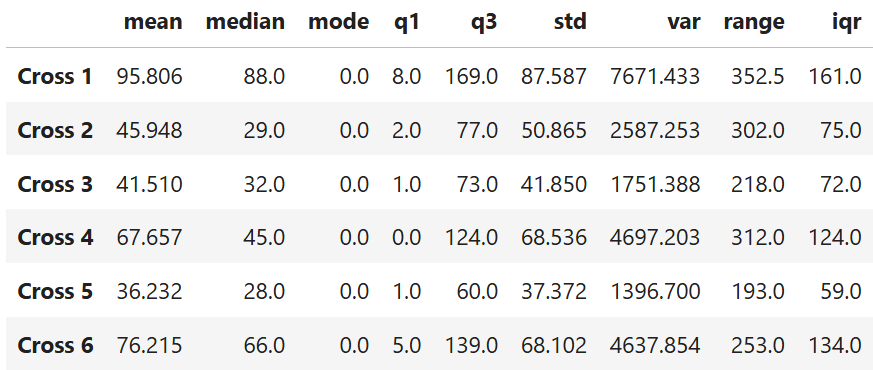 mean median mode q1 q3 std var range iqr
Cross 1 95.806 88.0 0.0 8.0 169.0 87.587 7671.433 352.5 161.0
Cross 2 45.948 29.0 0.0 2.0 77.0 50.865 2587.253 302.0 75.0
Cross 3 41.510 32.0 0.0 1.0 73.0 41.850 1751.388 218.0 72.0
Cross 4 67.657 45.0 0.0 0.0 124.0 68.536 4697.203 312.0 124.0
Cross 5 36.232 28.0 0.0 1.0 60.0 37.372 1396.700 193.0 59.0
Cross 6 76.215 66.0 0.0 5.0 139.0 68.102 4637.854 253.0 134.0